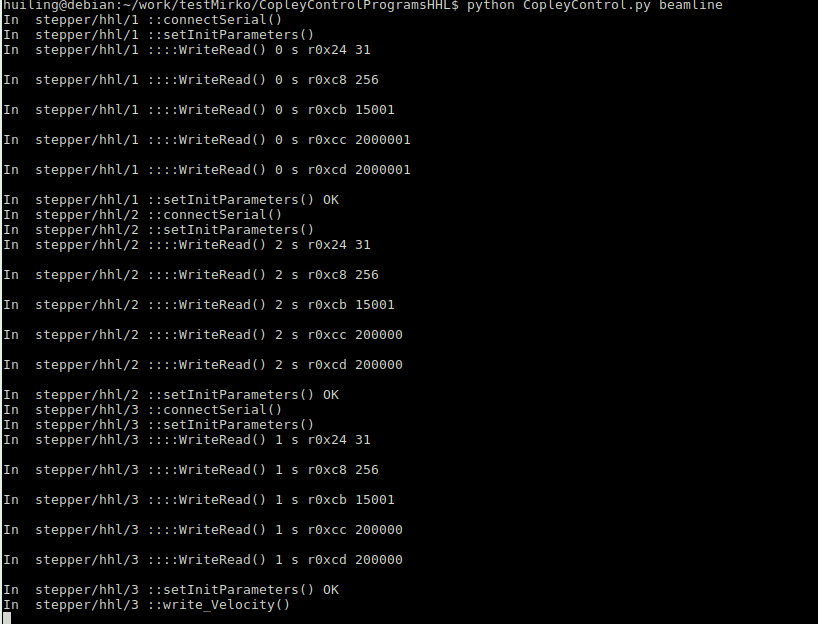 huiling@debian:~/work/testMirko/CopleyControlProgramsHHL$ python CopleyControl.py beamline
In  stepper/hhl/1 ::connectSerial()
In  stepper/hhl/1 ::setInitParameters()
In  stepper/hhl/1 ::::WriteRead() 0 s r0x24 31
In  stepper/hhl/1 ::::WriteRead() 0 s r0xc8 256
In  stepper/hhl/1 ::::WriteRead() 0 s r0xcb 15001
In  stepper/hhl/1 ::::WriteRead() 0 s r0xcc 2000001
In  stepper/hhl/1 ::::WriteRead() 0 s r0xcd 2000001
In  stepper/hhl/1 ::setInitParameters() OK
In  stepper/hhl/2 ::connectSerial()
In  stepper/hhl/2 ::setInitParameters()
In  stepper/hhl/2 ::::WriteRead() 2 s r0x24 31
In  stepper/hhl/2 ::::WriteRead() 2 s r0xc8 256
In  stepper/hhl/2 ::::WriteRead() 2 s r0xcb 15001
In  stepper/hhl/2 ::::WriteRead() 2 s r0xcc 200000
In  stepper/hhl/2 ::::WriteRead() 2 s r0xcd 200000
In  stepper/hhl/2 ::setInitParameters() OK
In  stepper/hhl/3 ::connectSerial()
In  stepper/hhl/3 ::setInitParameters()
In  stepper/hhl/3 ::::WriteRead() 1 s r0x24 31
In  stepper/hhl/3 ::::WriteRead() 1 s r0xc8 256
In  stepper/hhl/3 ::::WriteRead() 1 s r0xcb 15001
In  stepper/hhl/3 ::::WriteRead() 1 s r0xcc 200000
In  stepper/hhl/3 ::::WriteRead() 1 s r0xcd 200000
In  stepper/hhl/3 ::setInitParameters() OK
In  stepper/hhl/3 ::write_Velocity()